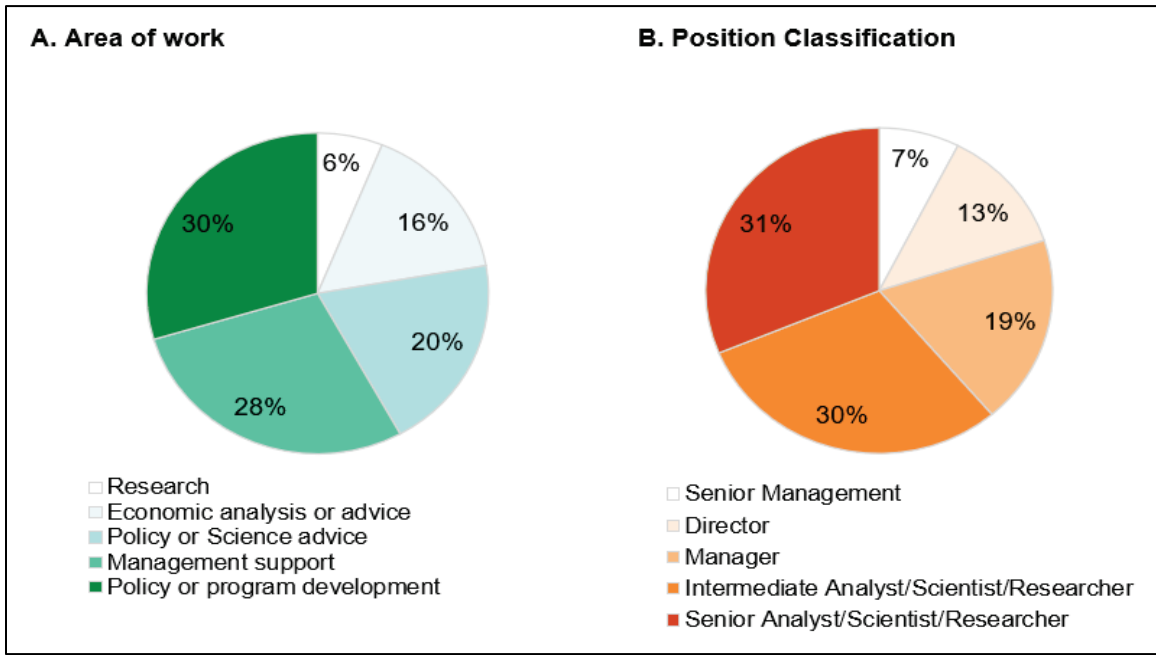 A. Area of work
6%
16%
20%
28%
30%
Research
Economic analysis or advice
Policy or Science advice
Management support
Policy or program development
B. Position Classification
7%
13%
19%
30%
31%
Senior Management
Director
Manager
Intermediate Analyst/Scientist/Researcher
Senior Analyst/Scientist/Researcher